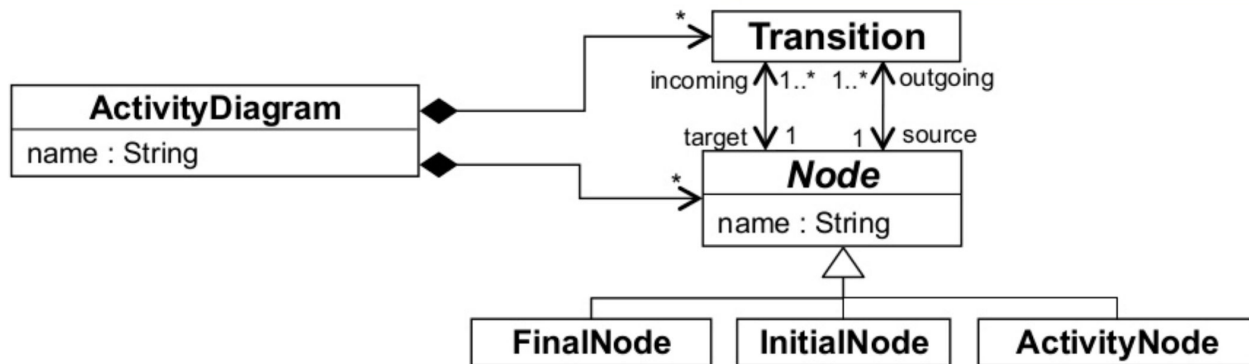 *
Transition
incoming 1..* 1..* outgoing
ActivityDiagram
name : String
target 1 1 source
*
Node
name : String
FinalNode InitialNode ActivityNode